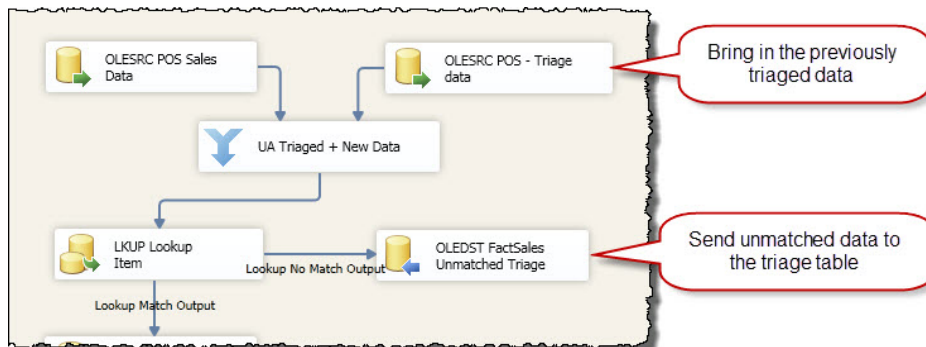 OLESRC POS Sales
Data
OLESRC POS - Triage
data
Bring in the previously
triaged data
UA Triaged + New Data
LKUP Lookup
Item
Lookup No Match Output
OLEDST FactSales
Unmatched Triage
Send unmatched data to
the triage table
Lookup Match Output